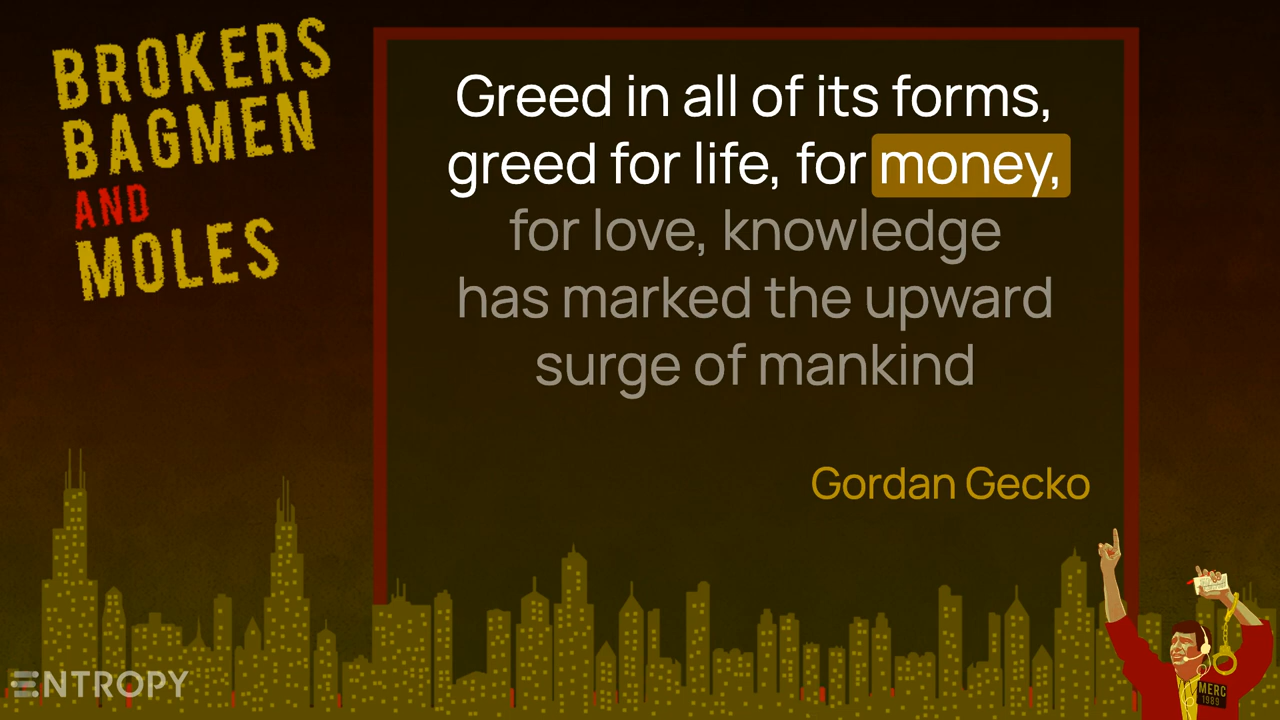 BROKERS
BAGMEN
AND
MOLES
Greed in all of its forms,
greed for life, for money,
for love, knowledge
has marked the upward
surge of mankind
Gordan Gecko
ENTROPY
MERC
1989